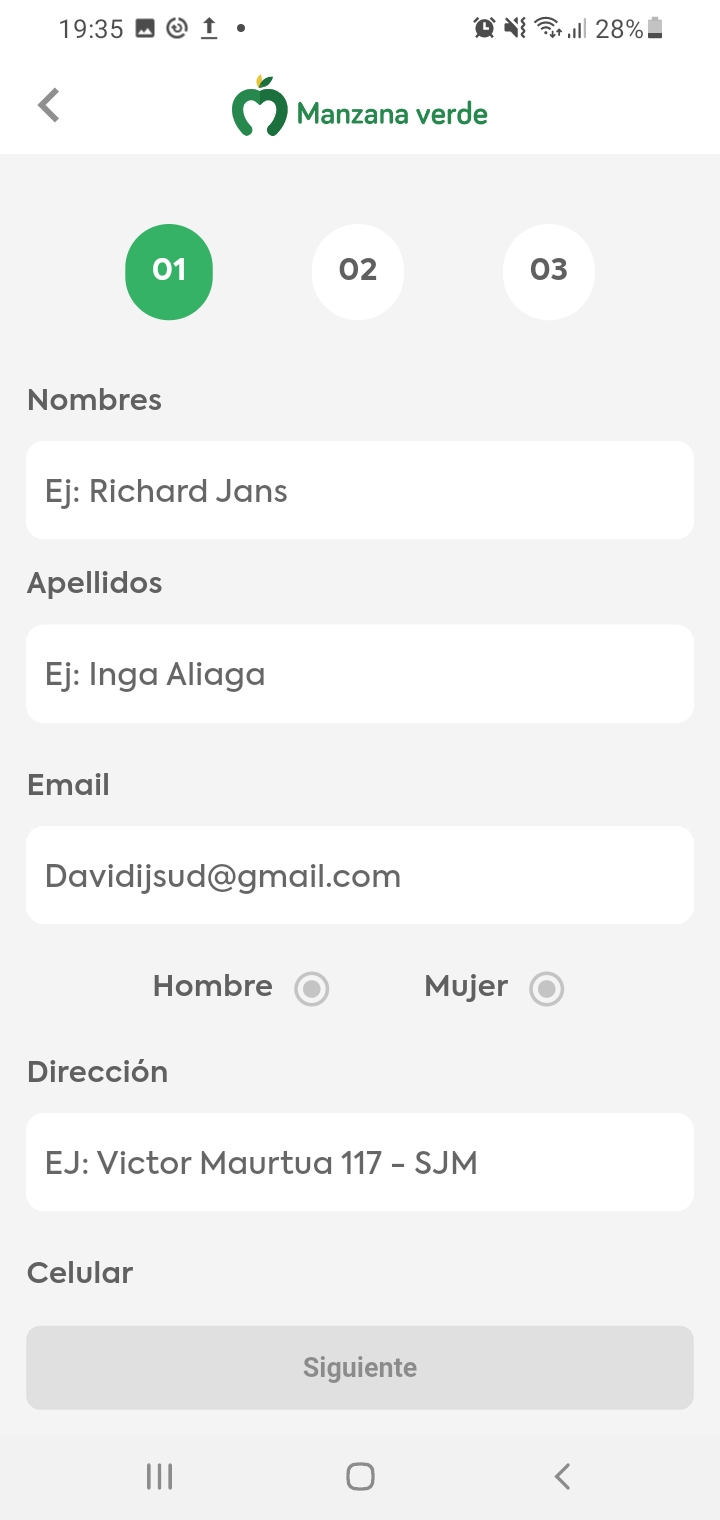 19:35
28%
Manzana verde
01 02 03
Nombres
Ej: Richard Jans
Apellidos
Ej: Inga Aliaga
Email
Davidijsud@gmail.com
Hombre Mujer
Dirección
EJ: Victor Maurtua 117 - SJM
Celular
Siguiente